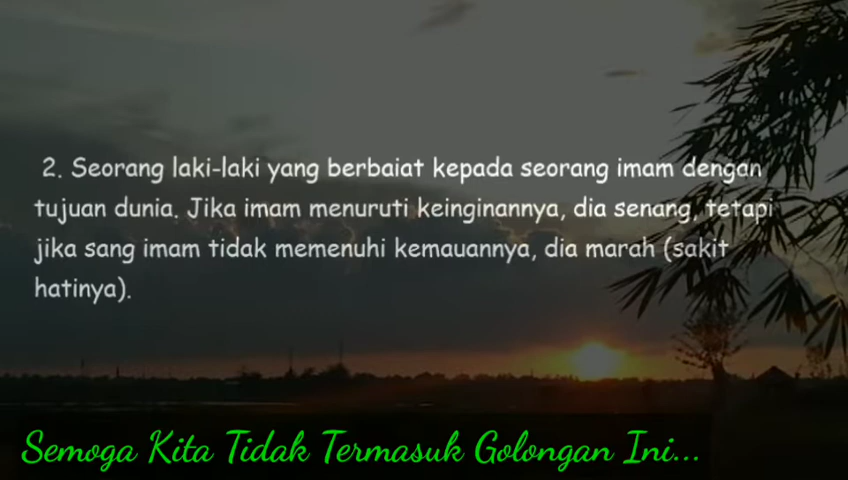 2. Seorang laki-laki yang berbaiat kepada seorang imam dengan
tujuan dunia. Jika imam menuruti keinginannya, dia senang, tetapi
jika sang imam tidak memenuhi kemauannya, dia marah (sakit
hatinya).
Semoga Kita Tidak Termasuk Golongan Ini...